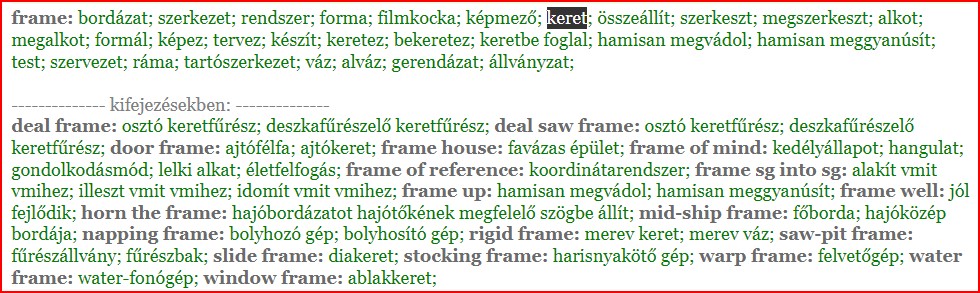 frame: bordázat; szerkezet; rendszer; forma; filmkocka; képmező; keret; összeállít; szerkeszt; megszerkeszt; alkot;
megalkot; formál; képez; tervez; készít; keretez; bekeretez; keretbe foglal; hamisan megvádol; hamisan meggyanúsít;
test; szervezet; ráma; tartószerkezet; váz; alváz; gerendázat; állványzat;
-------------- kifejezésekben: --------------
deal frame: osztó keretfűrész; deszkafűrészelő keretfűrész; deal saw frame: osztó keretfűrész; deszkafűrészelő
keretfűrész; door frame: ajtófélfa; ajtókeret; frame house: favázas épület; frame of mind: kedélyállapot; hangulat;
gondolkodásmód; lelki alkat; életfelfogás; frame of reference: koordinátarendszer; frame sg into sg: alakít vmit
vmihez; illeszt vmit vmihez; idomít vmit vmihez; frame up: hamisan megvádol; hamisan meggyanúsít; frame well: jól
fejlődik; horn the frame: hajóbordázatot hajótőkének megfelelő szögbe állít; mid-ship frame: főborda; hajóközép
bordája; napping frame: bolyhozó gép; bolyhosító gép; rigid frame: merev keret; merev váz; saw-pit frame:
fűrészállvány; fűrészbak; slide frame: diakeret; stocking frame: harisnyakötő gép; warp frame: felvetőgép; water
frame: water-fonógép; window frame: ablakkeret;